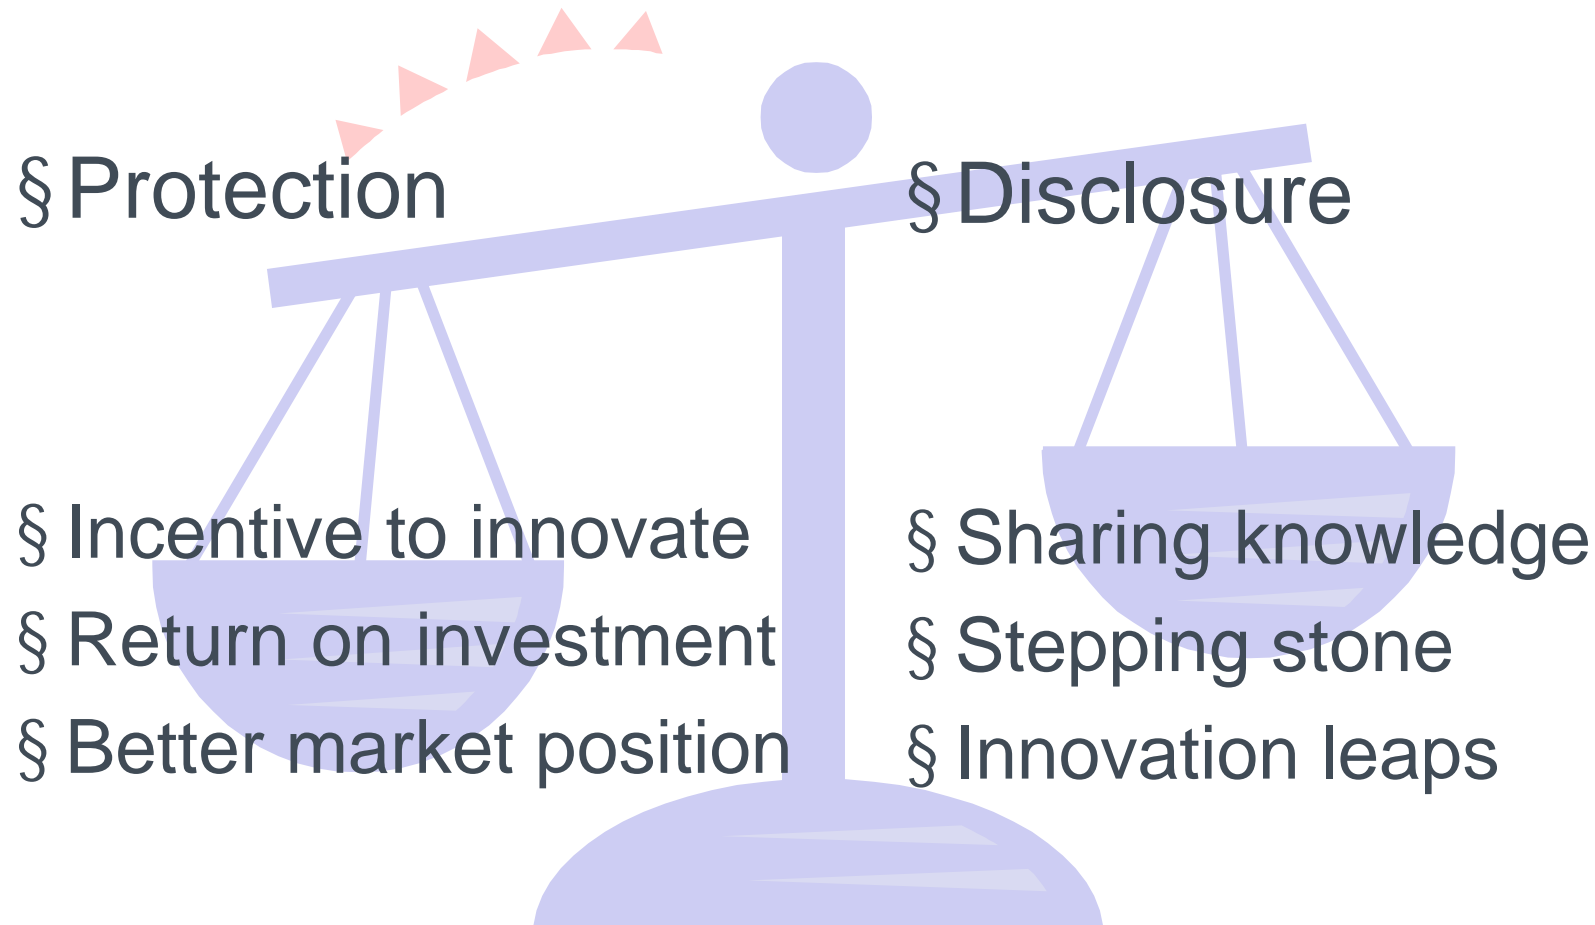 § Protection
§ Incentive to innovate
§ Return on investment
§ Better market position
§ Disclosure
§ Sharing knowledge
§ Stepping stone
§ Innovation leaps